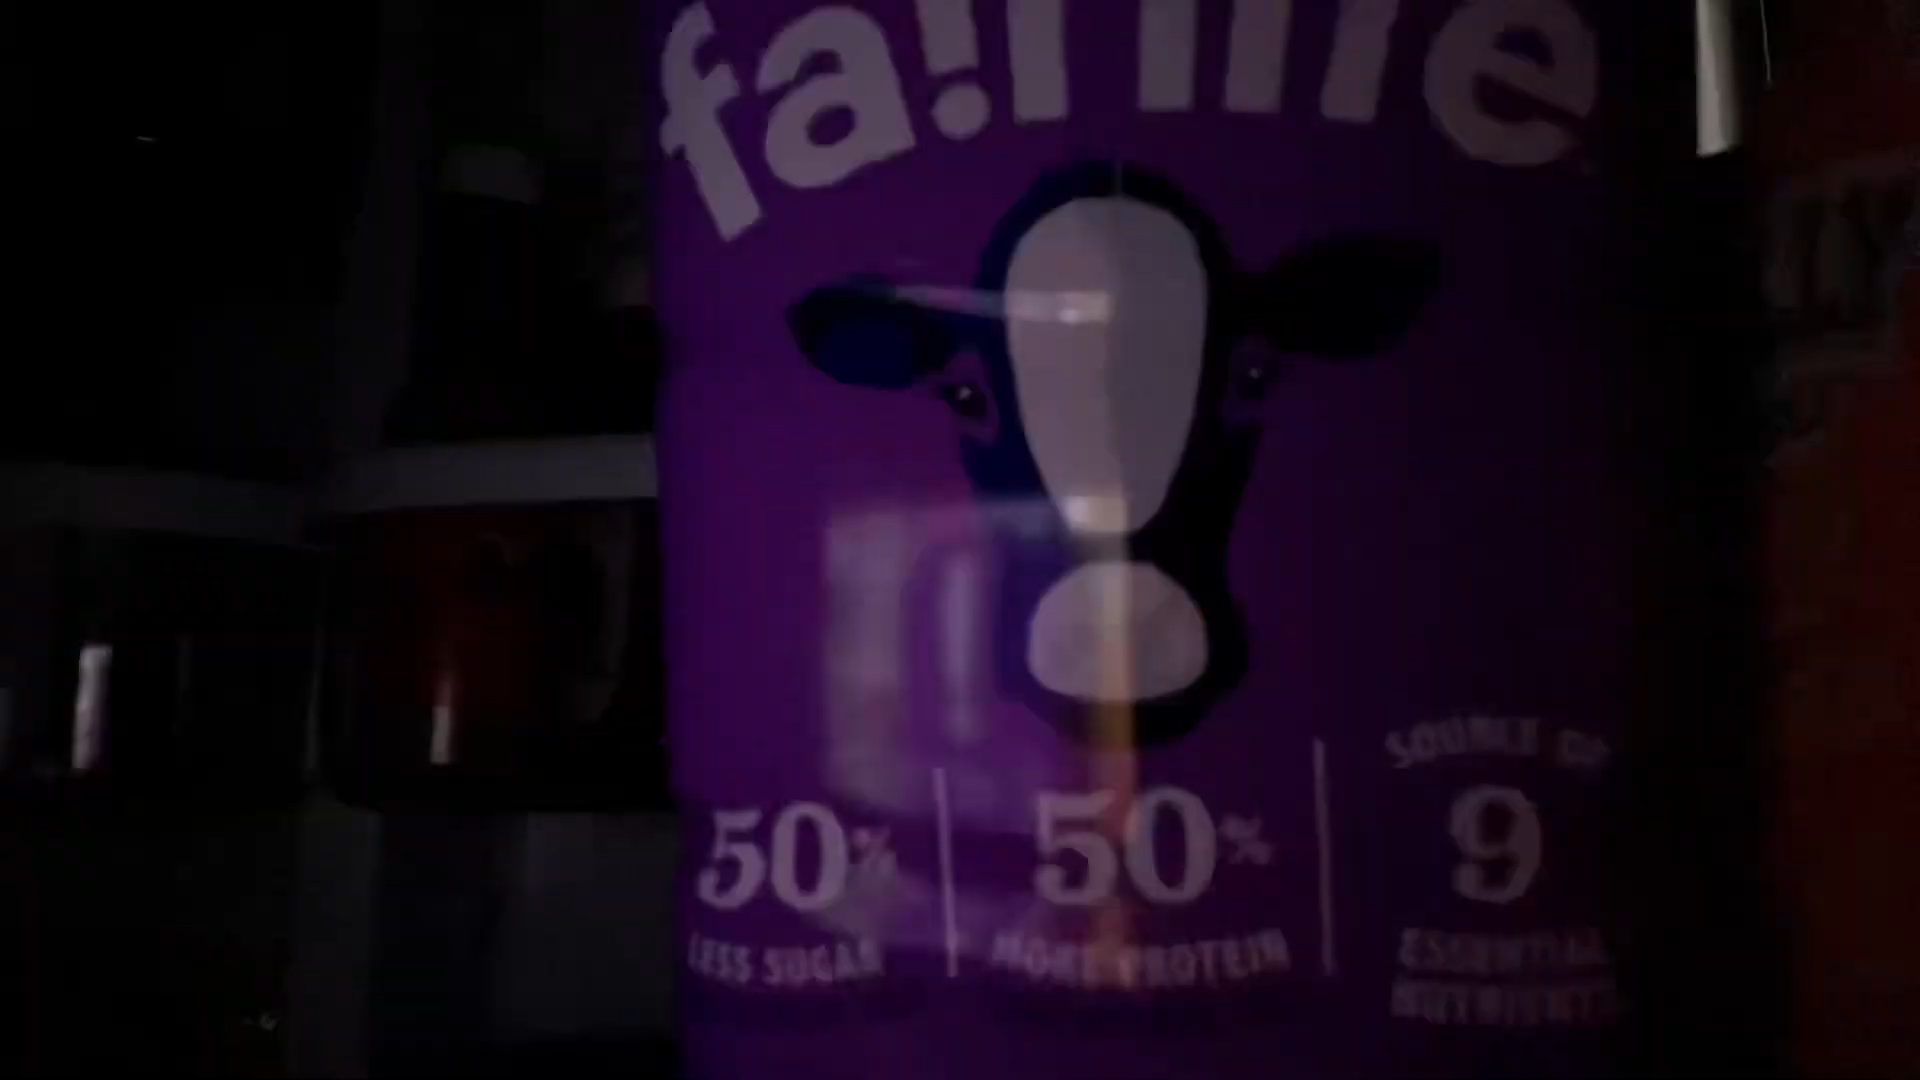 fa!rlife
50%
LESS SUGAR
50%
MORE PROTEIN
SOURCE OF
9
ESSENTIAL
NUTRIENTS